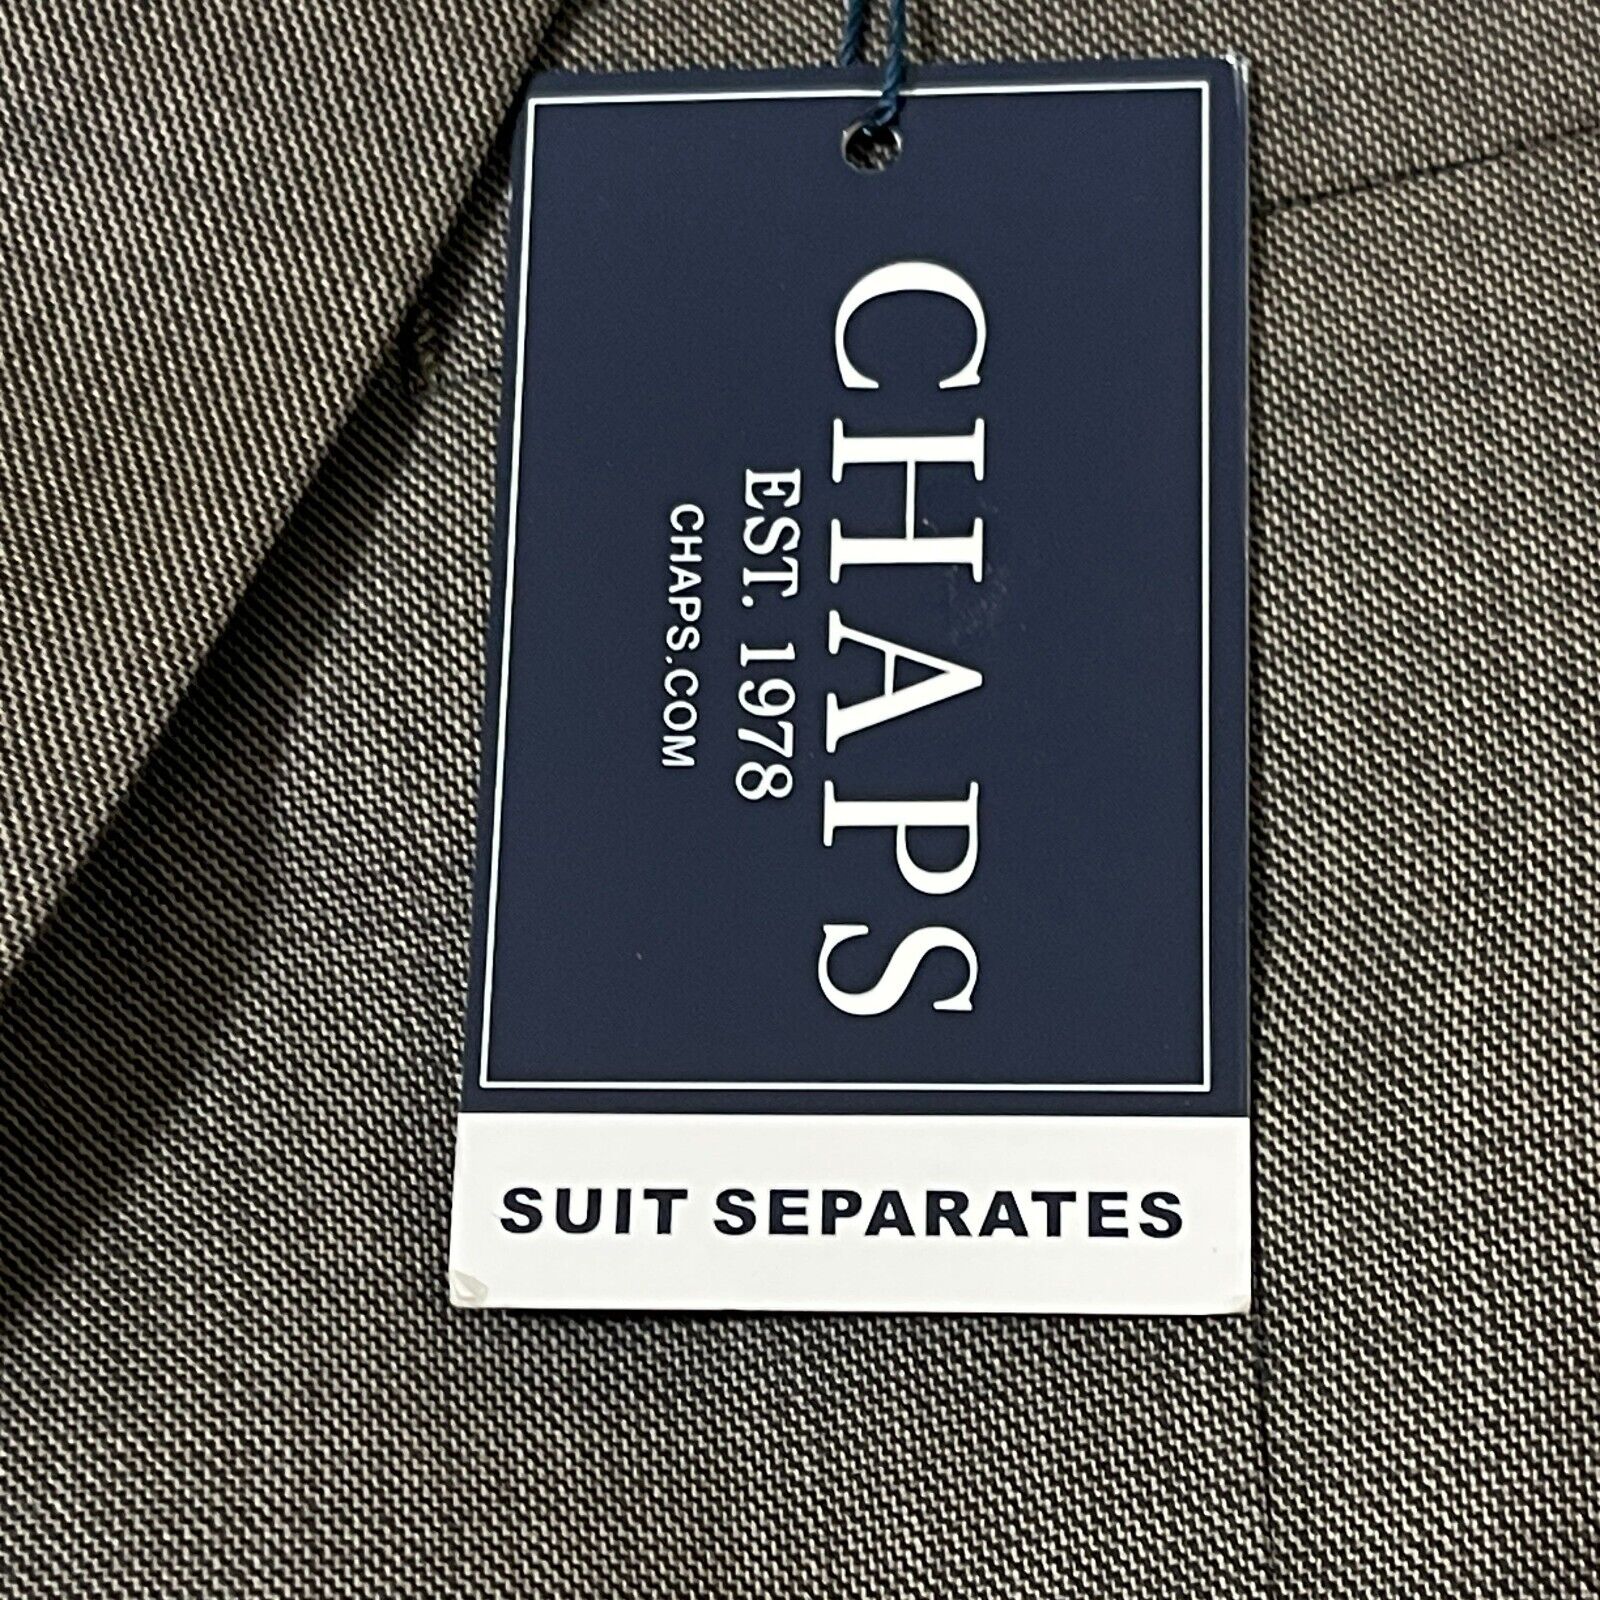 CHAPS
EST. 1978
CHAPS.COM
SUIT SEPARATES